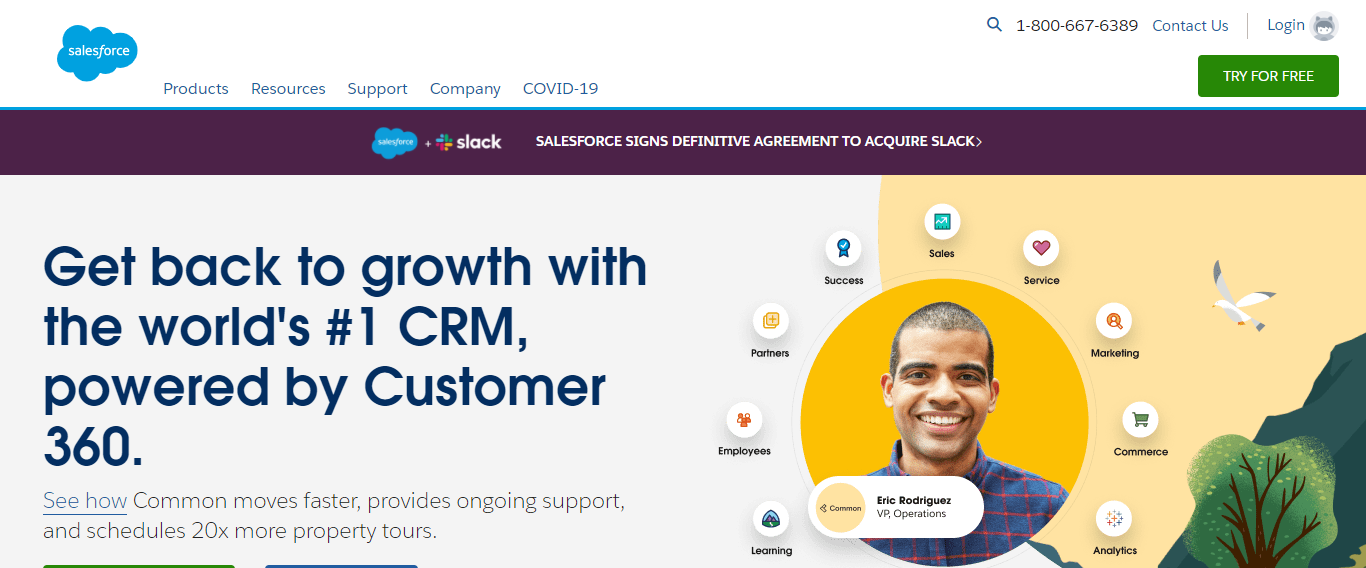 1-800-667-6389 Contact Us Login
salesforce
TRY FOR FREE
Products Resources Support Company COVID-19
salesforce + slack SALESFORCE SIGNS DEFINITIVE AGREEMENT TO ACQUIRE SLACK
Get back to growth with
the world's #1 CRM,
powered by Customer
360.
See how Common moves faster, provides ongoing support,
and schedules 20x more property tours.
Sales
Success
Service
Partners
Marketing
Employees
Commerce
Common
Eric Rodriguez
VP, Operations
Learning
Analytics